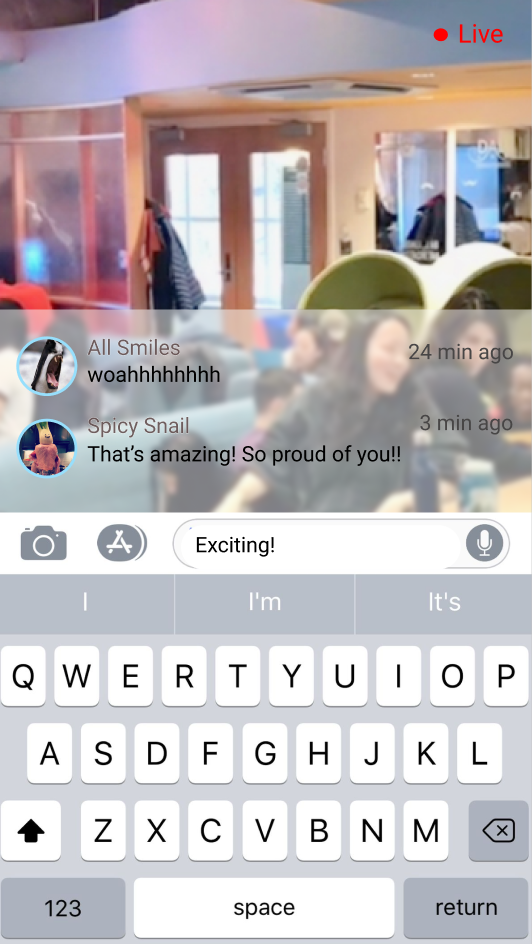 Live
All Smiles
24 min ago
woahhhhhhhh
Spicy Snail
3 min ago
That’s amazing! So proud of you!!
Exciting!
I I'm It's
Q W E R T Y U I O P
A S D F G H J K L
Z X C V B N M
123 space return